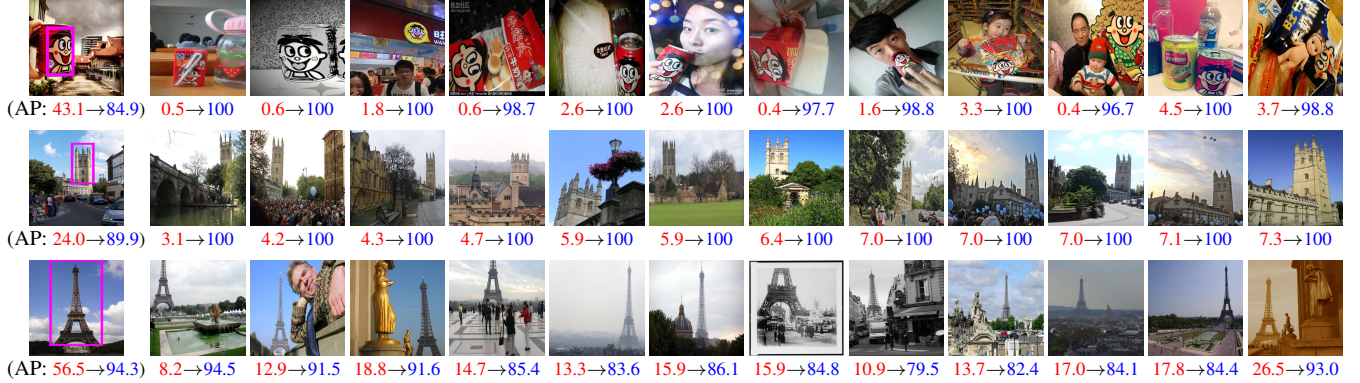 (AP: 43.1→84.9) 0.5→100 0.6→100 1.8→100 0.6→98.7 2.6→100 2.6→100 0.4→97.7 1.6→98.8 3.3→100 0.4→96.7 4.5→100 3.7→98.8
(AP: 24.0→89.9) 3.1→100 4.2→100 4.3→100 4.7→100 5.9→100 5.9→100 6.4→100 7.0→100 7.0→100 7.0→100 7.1→100 7.3→100
(AP: 56.5→94.3) 8.2→94.5 12.9→91.5 18.8→91.6 14.7→85.4 13.3→83.6 15.9→86.1 15.9→84.8 10.9→79.5 13.7→82.4 17.0→84.1 17.8→84.4 26.5→93.0